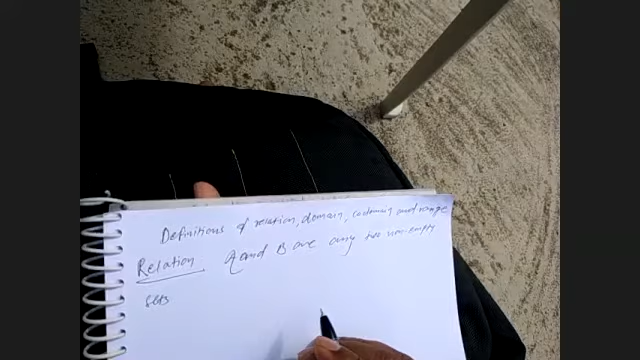 Definitions of relation, domain, codomain and range
Relation A and B are any two non-empty
sets